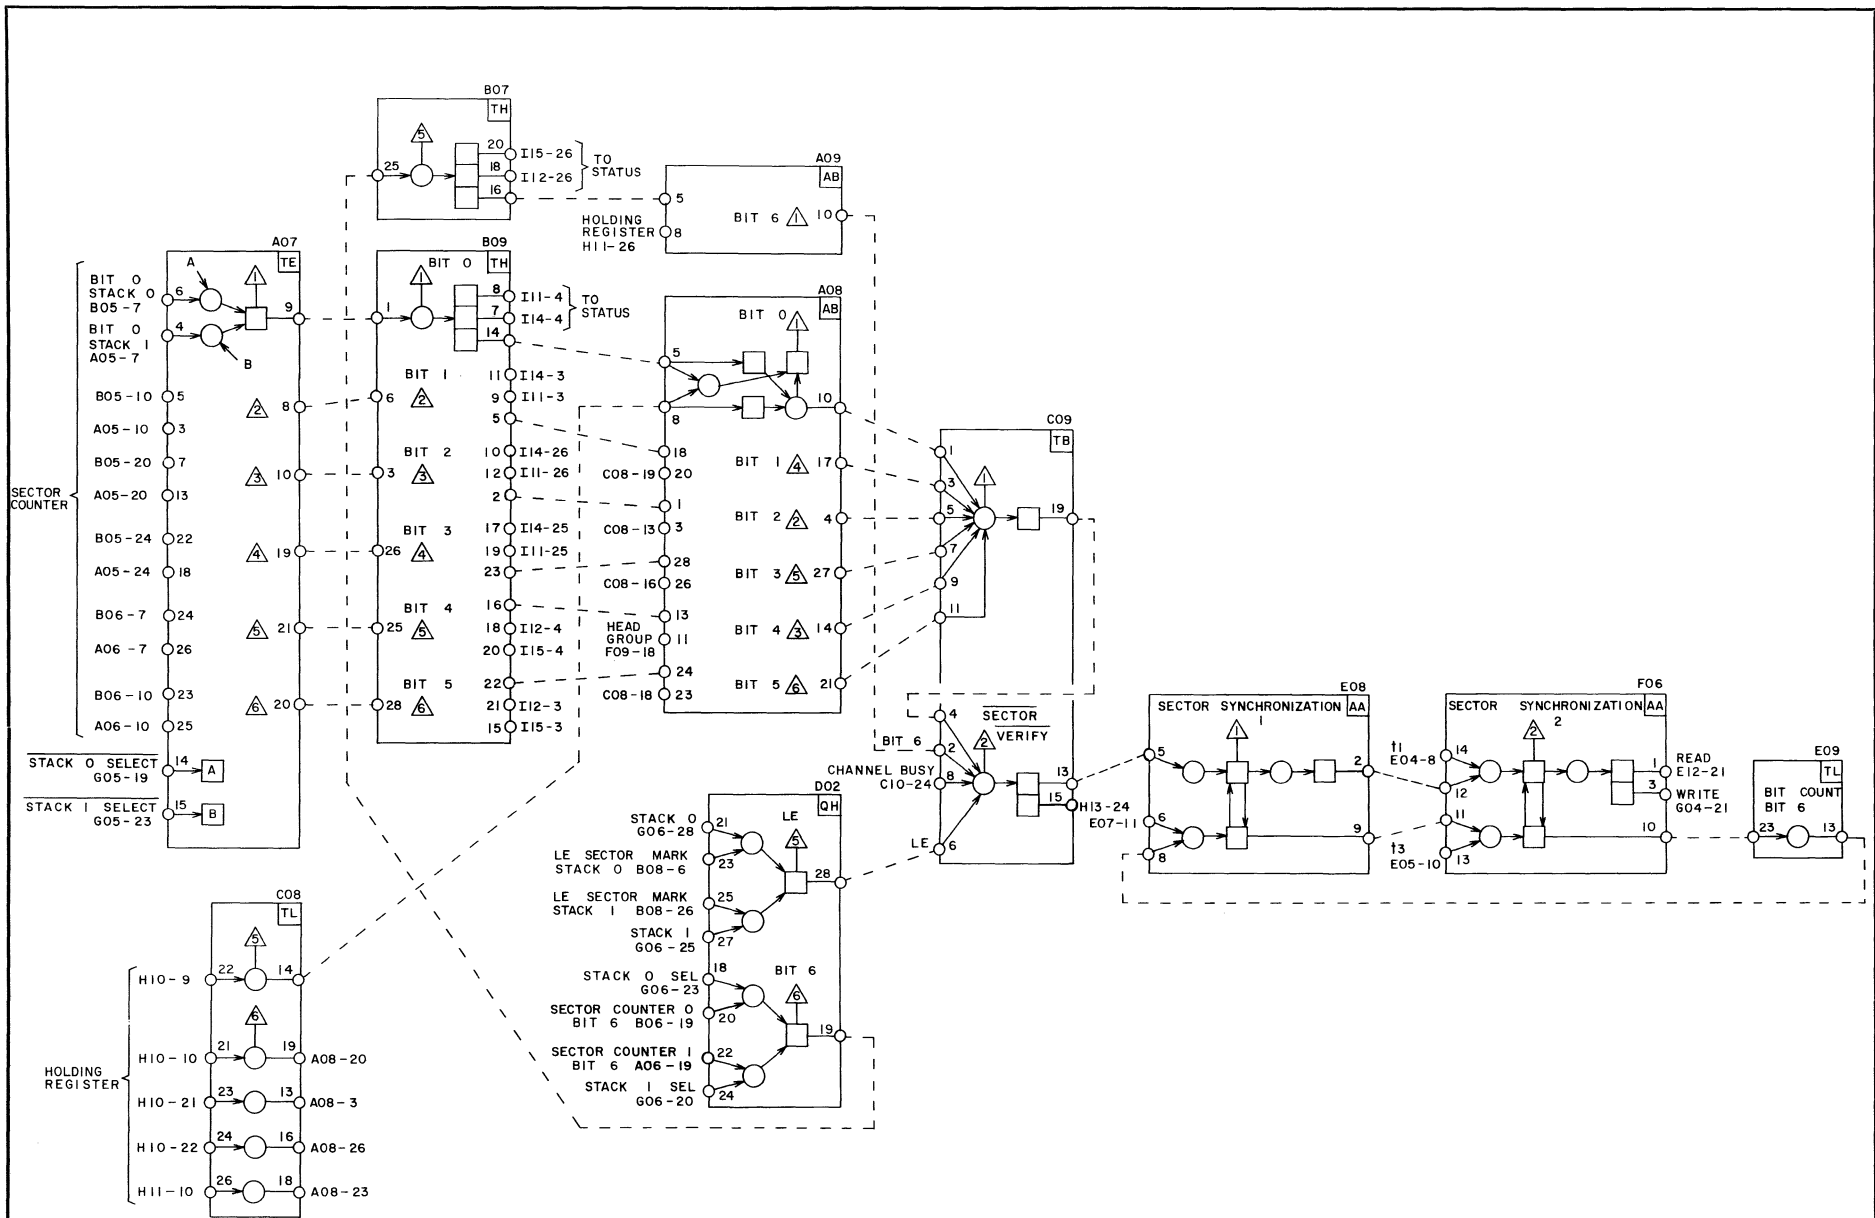 B07
TH
5
25
20
I15-26
18
I12-26
16
TO
STATUS
A09
AB
5
HOLDING
REGISTER
H11-26
8
BIT 6
1
10
A07
TE
A
1
BIT 0
STACK 0
B05-7
6
9
BIT 0
STACK 1
A05-7
4
B
B05-10
5
2
8
A05-10
3
B05-20
7
3
10
A05-20
13
SECTOR
COUNTER
B05-24
22
4
19
A05-24
18
B06-7
24
5
21
A06-7
26
B06-10
23
6
20
A06-10
25
STACK 0 SELECT
G05-19
14
A
STACK 1 SELECT
G05-23
15
B
B09
BIT 0
TH
1
1
8
I11-4
7
I14-4
14
TO
STATUS
BIT 1
11
I14-3
6
2
9
I11-3
5
BIT 2
10
I14-26
3
3
12
I11-26
2
BIT 3
17
I14-25
26
4
19
I11-25
23
BIT 4
16
25
5
18
I12-4
20
I15-4
BIT 5
22
28
6
21
I12-3
15
I15-3
A08
AB
BIT 0
1
5
8
10
18
C08-19
20
BIT 1
4
17
1
C08-13
3
BIT 2
2
4
28
C08-16
26
BIT 3
5
27
13
HEAD
GROUP
F09-18
11
BIT 4
3
14
24
C08-18
23
BIT 5
6
21
C09
TB
1
1
3
5
7
9
11
19
4
SECTOR
VERIFY
BIT 6
2
2
CHANNEL BUSY
C10-24
8
13
15
H13-24
LE
6
D02
QH
STACK 0
G06-28
21
LE
5
LE SECTOR MARK
STACK 0 B08-6
23
28
LE SECTOR MARK
STACK 1 B08-26
25
STACK 1
G06-25
27
STACK 0 SEL
G06-23
18
BIT 6
6
SECTOR COUNTER 0
BIT 6 B06-19
20
19
SECTOR COUNTER 1
BIT 6 A06-19
22
STACK 1 SEL
G06-20
24
E08
SECTOR SYNCHRONIZATION
1
AA
1
5
2
E07-11
6
8
9
F06
SECTOR SYNCHRONIZATION
2
AA
2
t1
E04-8
14
12
1
READ
E12-21
3
WRITE
G04-21
11
t3
E05-10
13
10
E09
TL
BIT COUNT
BIT 6
23
13
C08
TL
5
H10-9
22
14
6
H10-10
21
19
A08-20
HOLDING
REGISTER
H10-21
23
13
A08-3
H10-22
24
16
A08-26
H11-10
26
18
A08-23